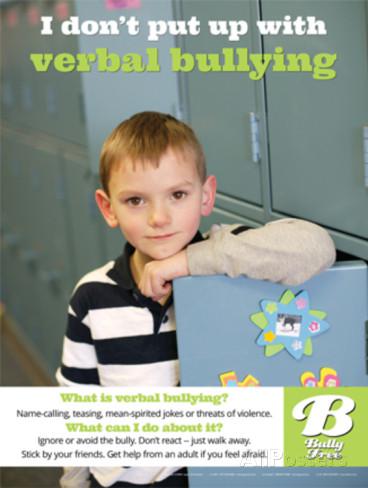 I don't put up with
verbal bullying
What is verbal bullying?
Name-calling, teasing, mean-spirited jokes or threats of violence.
What can I do about it?
Ignore or avoid the bully. Don't react -- just walk away.
Stick by your friends. Get help from an adult if you feel afraid.
B
Bully
Free
AllPosters